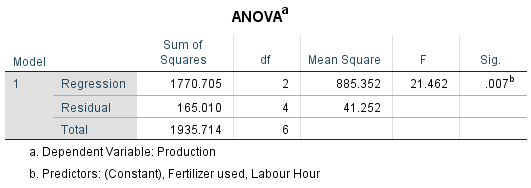 ANOVAa
Model Sum of Squares df Mean Square F Sig.
1 Regression 1770.705 2 885.352 21.462 .007b
Residual 165.010 4 41.252
Total 1935.714 6
a. Dependent Variable: Production
b. Predictors: (Constant), Fertilizer used, Labour Hour